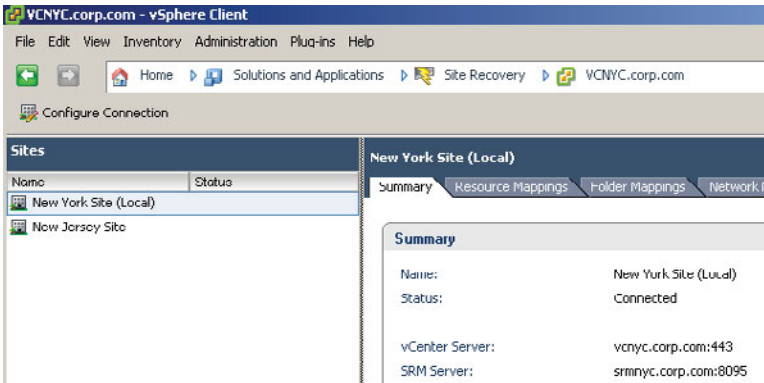 VCNYC.corp.com - vSphere Client
File Edit View Inventory Administration Plug-ins Help
Home Solutions and Applications Site Recovery VCNYC.corp.com
Configure Connection
Sites
Name Status
New York Site (Local)
New Jersey Site
New York Site (Local)
Summary Resource Mappings Folder Mappings Network
Summary
Name: New York Site (Local)
Status: Connected
vCenter Server: vcnyc.corp.com:443
SRM Server: srmnyc.corp.com:8095